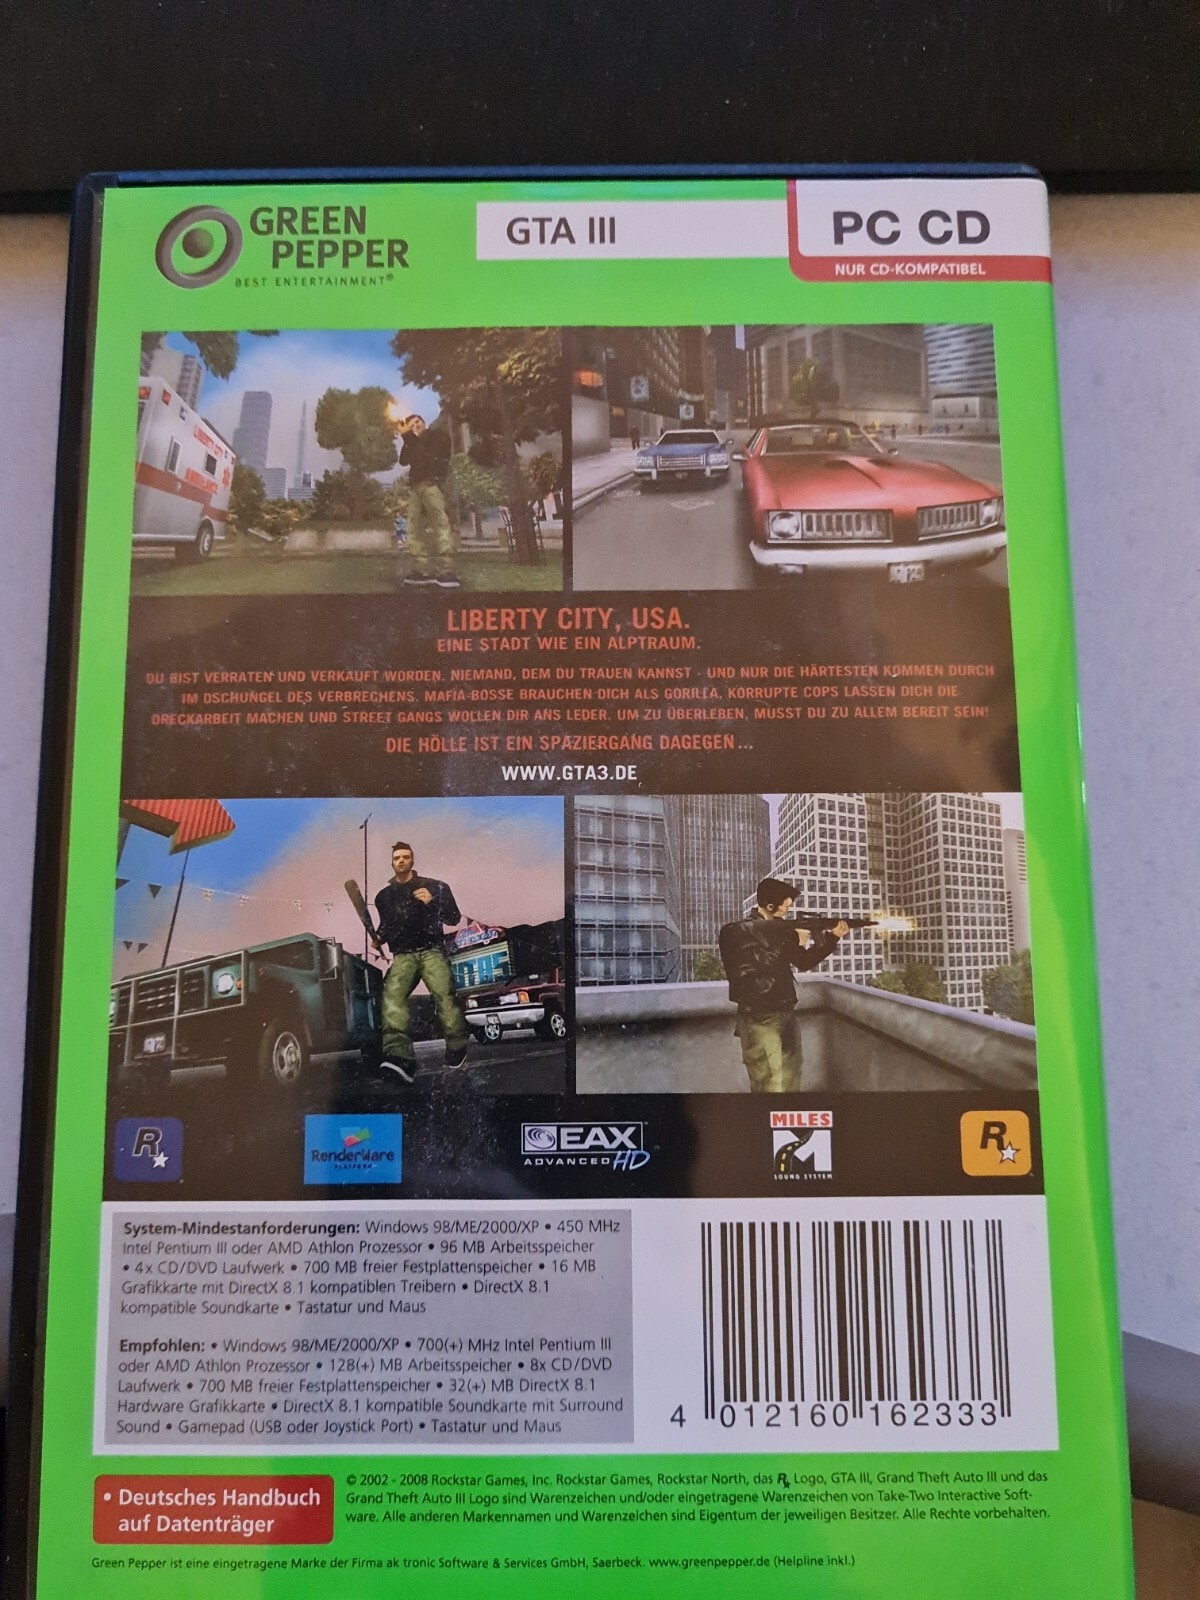 GREEN
PEPPER
BEST ENTERTAINMENT®
GTA III
PC CD
NUR CD-KOMPATIBEL
LIBERTY CITY
AMBULANCE
LIBERTY CITY, USA.
EINE STADT WIE EIN ALPTRAUM.
DU BIST VERRATEN UND VERKAUFT WORDEN. NIEMAND, DEM DU TRAUEN KANNST - UND NUR DIE HÄRTESTEN KOMMEN DURCH
IM DSCHUNGEL DES VERBRECHENS. MAFIA-BOSSE BRAUCHEN DICH ALS GORILLA, KORRUPTE COPS LASSEN DICH DIE
DRECKARBEIT MACHEN UND STREET GANGS WOLLEN DIR ANS LEDER. UM ZU ÜBERLEBEN, MUSST DU ZU ALLEM BEREIT SEIN!
DIE HÖLLE IST EIN SPAZIERGANG DAGEGEN...
WWW.GTA3.DE
R
RenderWare
PLATFORM
EAX
ADVANCED HD
MILES
SOUND SYSTEM
R
System-Mindestanforderungen: Windows 98/ME/2000/XP • 450 MHz
Intel Pentium III oder AMD Athlon Prozessor • 96 MB Arbeitsspeicher
• 4x CD/DVD Laufwerk • 700 MB freier Festplattenspeicher • 16 MB
Grafikkarte mit DirectX 8.1 kompatiblen Treibern • DirectX 8.1
kompatible Soundkarte • Tastatur und Maus
Empfohlen: • Windows 98/ME/2000/XP • 700(+) MHz Intel Pentium III
oder AMD Athlon Prozessor • 128(+) MB Arbeitsspeicher • 8x CD/DVD
Laufwerk • 700 MB freier Festplattenspeicher • 32(+) MB DirectX 8.1
Hardware Grafikkarte • DirectX 8.1 kompatible Soundkarte mit Surround
Sound • Gamepad (USB oder Joystick Port) • Tastatur und Maus
4 012160 162333
• Deutsches Handbuch
auf Datenträger
© 2002 - 2008 Rockstar Games, Inc. Rockstar Games, Rockstar North, das R Logo, GTA III, Grand Theft Auto III und das
Grand Theft Auto III Logo sind Warenzeichen und/oder eingetragene Warenzeichen von Take-Two Interactive Soft-
ware. Alle anderen Markennamen und Warenzeichen sind Eigentum der jeweiligen Besitzer. Alle Rechte vorbehalten.
Green Pepper ist eine eingetragene Marke der Firma ak tronic Software & Services GmbH, Saerbeck. www.greenpepper.de (Helpline inkl.)